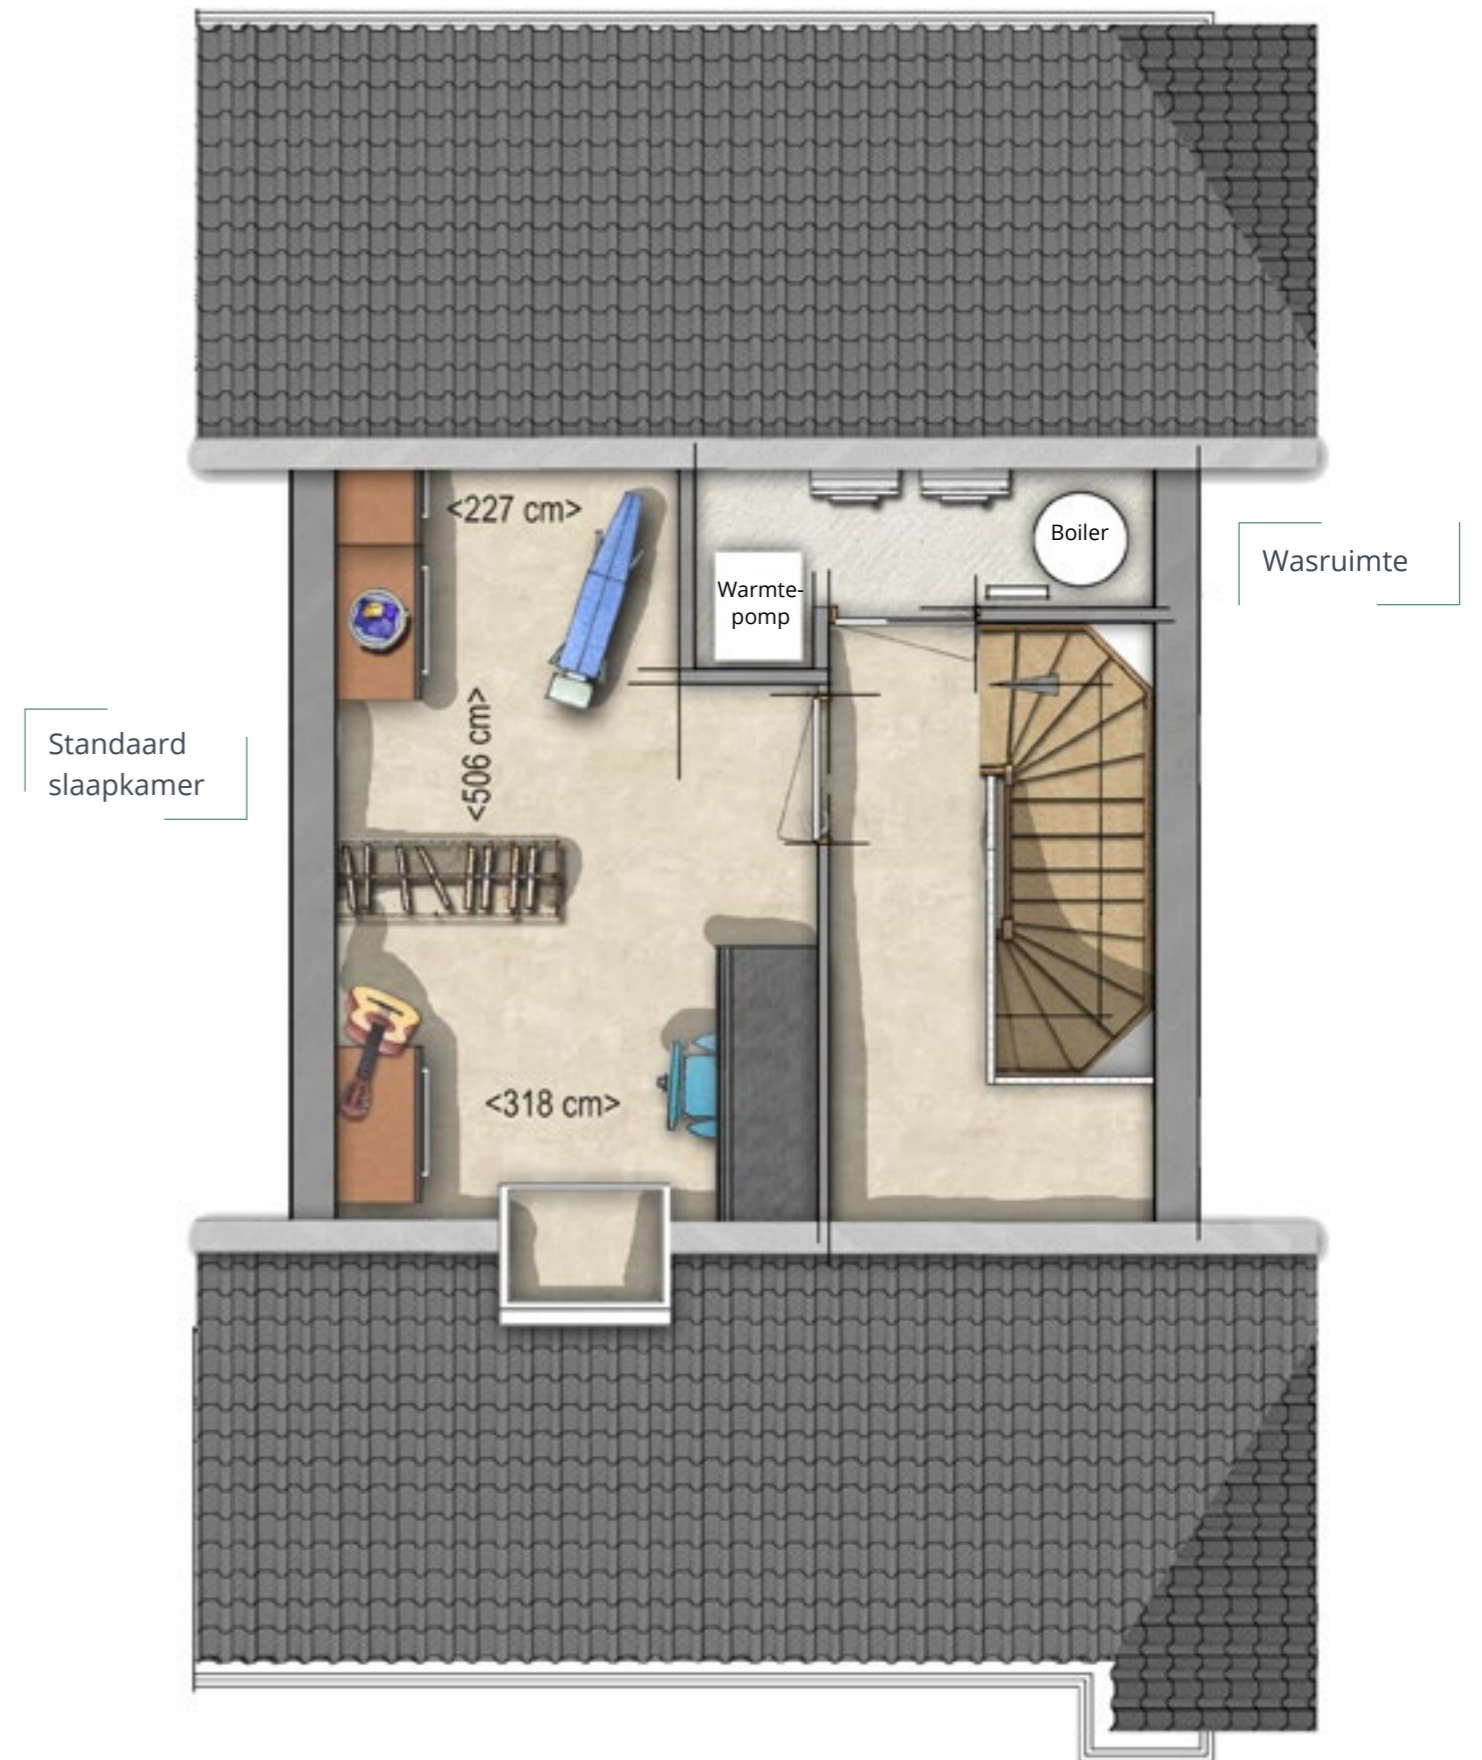 <227 cm>
Boiler
Wasruimte
Warmte-
pomp
Standaard
slaapkamer
<506 cm>
<318 cm>